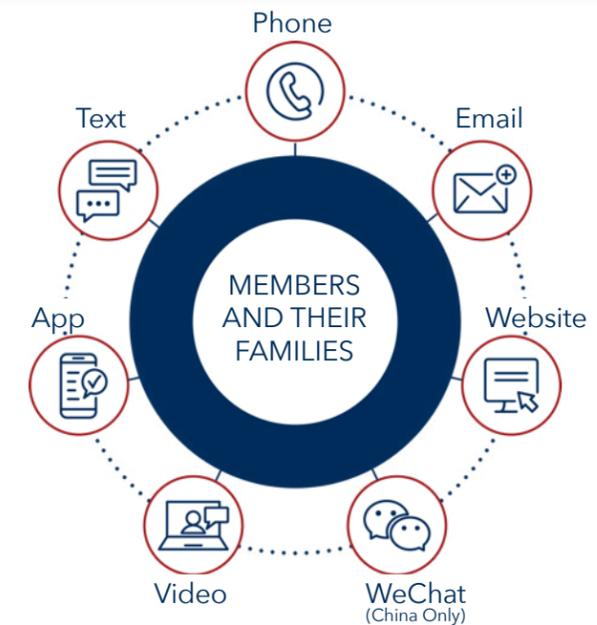 Phone
Text
Email
MEMBERS
AND THEIR
FAMILIES
App
Website
Video
WeChat
(China Only)